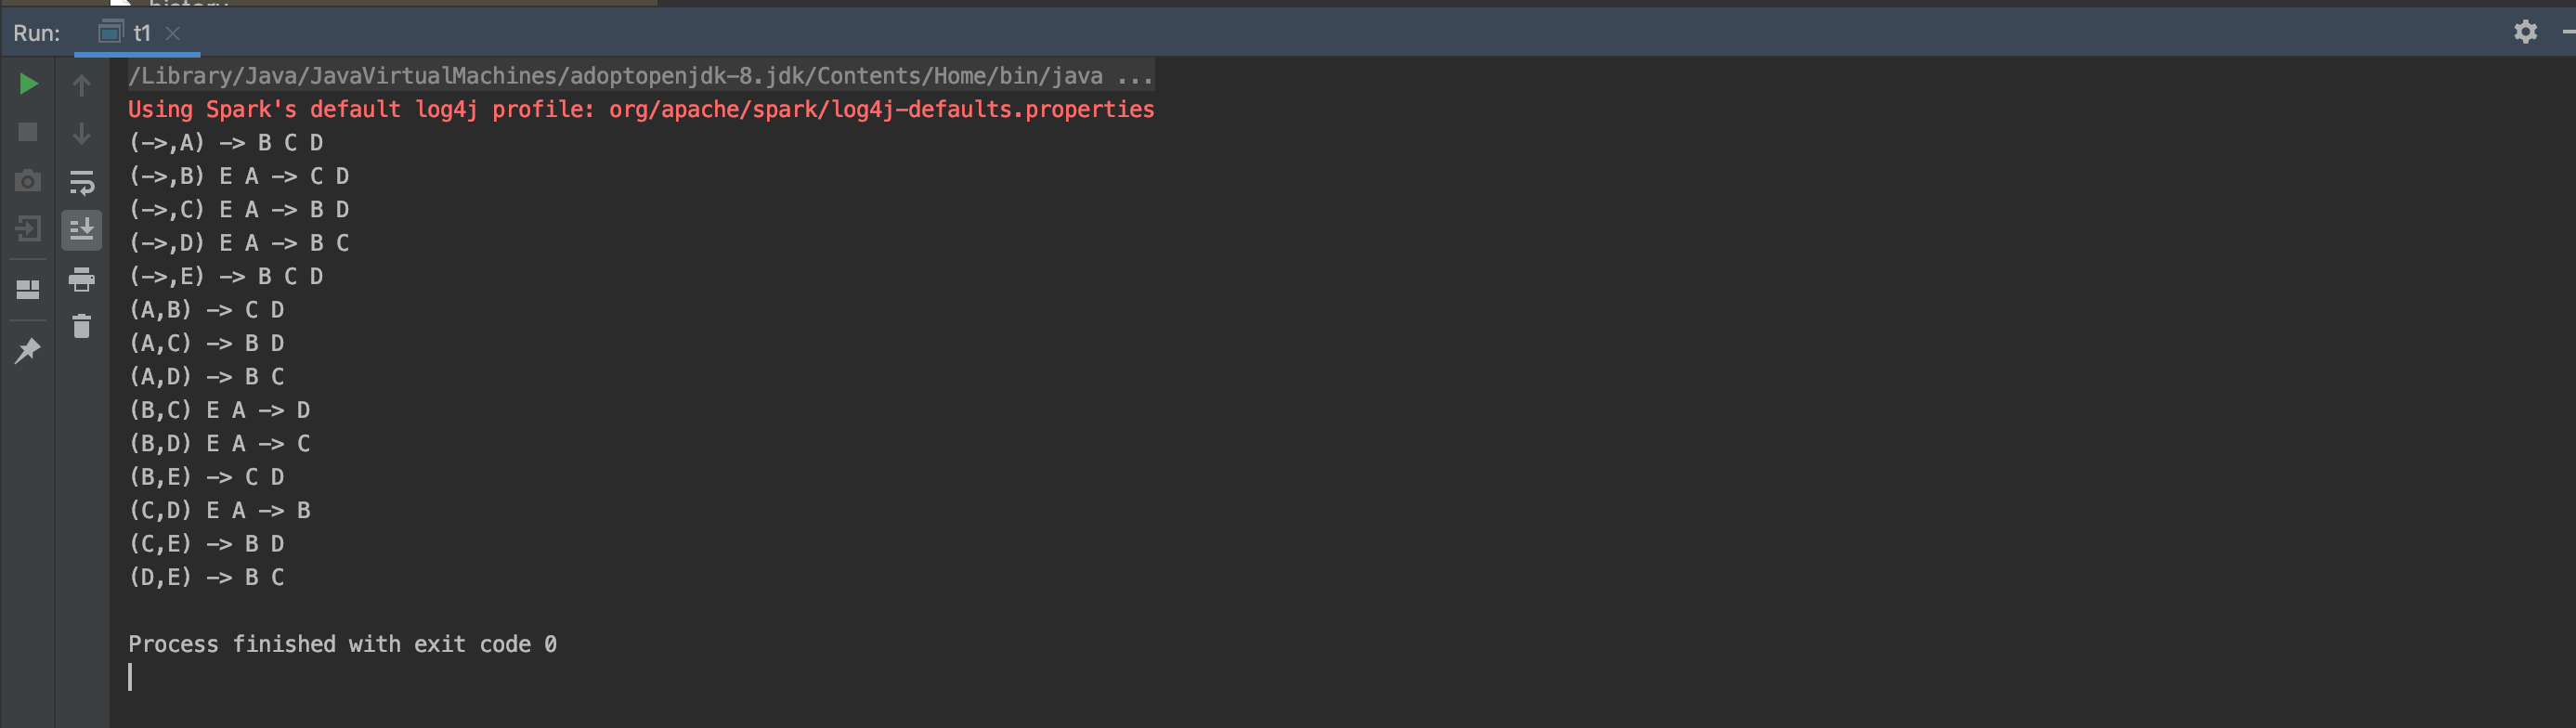 history
Run: t1
/Library/Java/JavaVirtualMachines/adoptopenjdk-8.jdk/Contents/Home/bin/java ...
Using Spark's default log4j profile: org/apache/spark/log4j-defaults.properties
(->,A) -> B C D
(->,B) E A -> C D
(->,C) E A -> B D
(->,D) E A -> B C
(->,E) -> B C D
(A,B) -> C D
(A,C) -> B D
(A,D) -> B C
(B,C) E A -> D
(B,D) E A -> C
(B,E) -> C D
(C,D) E A -> B
(C,E) -> B D
(D,E) -> B C
Process finished with exit code 0